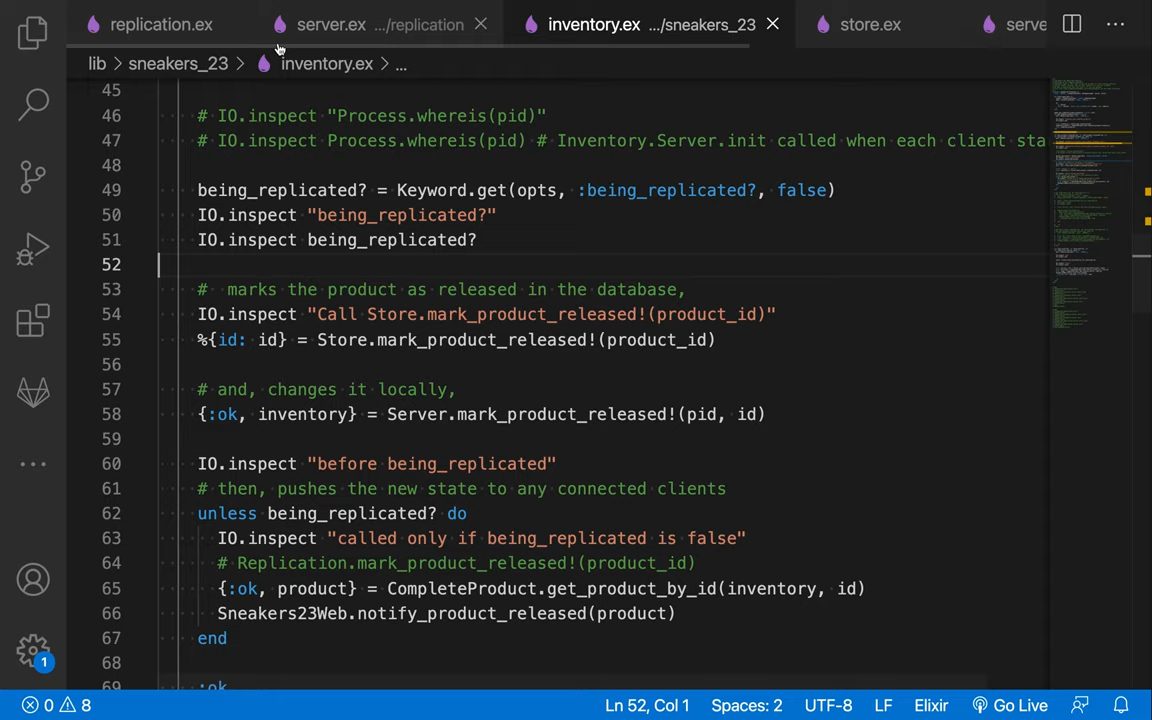 replication.ex server.ex .../replication inventory.ex .../sneakers_23 store.ex serve
lib > sneakers_23 > inventory.ex > ...
45
46 # IO.inspect "Process.whereis(pid)"
47 # IO.inspect Process.whereis(pid) # Inventory.Server.init called when each client sta
48
49 being_replicated? = Keyword.get(opts, :being_replicated?, false)
50 IO.inspect "being_replicated?"
51 IO.inspect being_replicated?
52
53 # marks the product as released in the database,
54 IO.inspect "Call Store.mark_product_released!(product_id)"
55 %{id: id} = Store.mark_product_released!(product_id)
56
57 # and, changes it locally,
58 {:ok, inventory} = Server.mark_product_released!(pid, id)
59
60 IO.inspect "before being_replicated"
61 # then, pushes the new state to any connected clients
62 unless being_replicated? do
63 IO.inspect "called only if being_replicated is false"
64 # Replication.mark_product_released!(product_id)
65 {:ok, product} = CompleteProduct.get_product_by_id(inventory, id)
66 Sneakers23Web.notify_product_released(product)
67 end
68
69 :ok
1
0 8 Ln 52, Col 1 Spaces: 2 UTF-8 LF Elixir Go Live